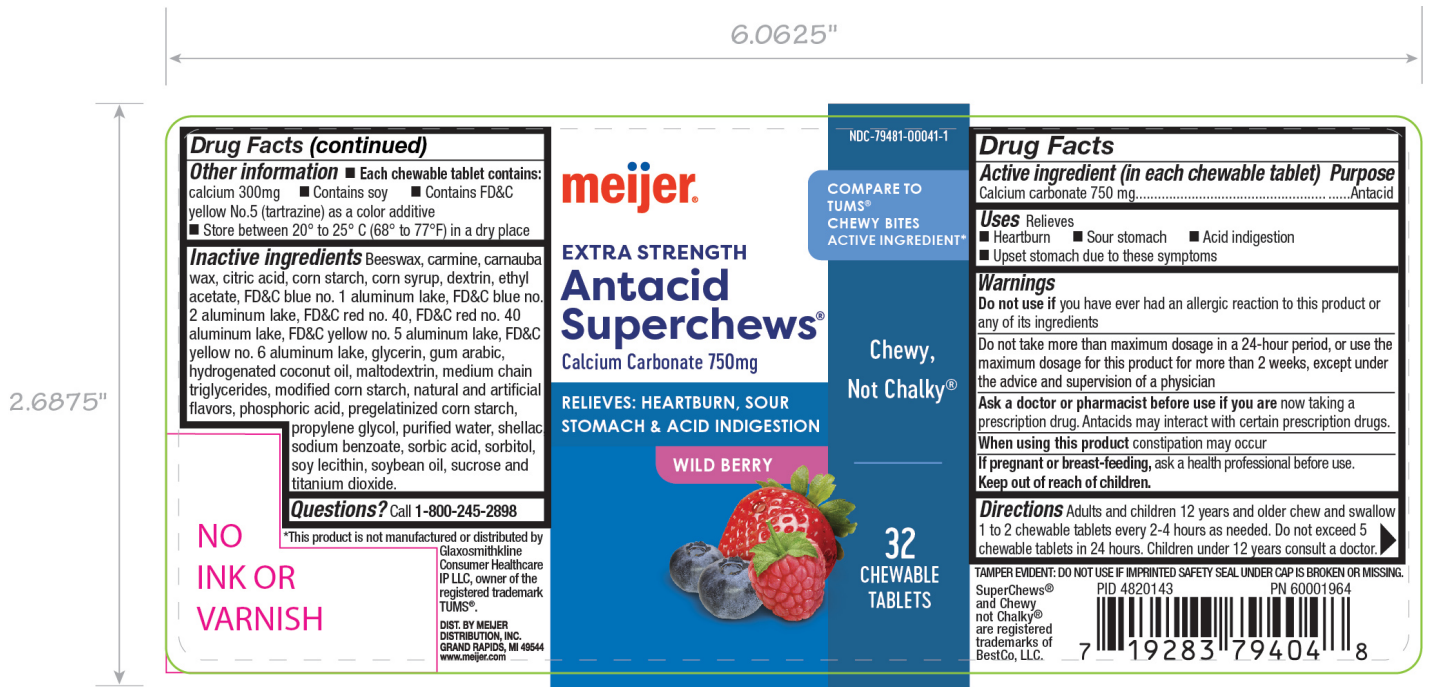 6.0625"
2.6875"
Drug Facts (continued)
Other information ■ Each chewable tablet contains:
calcium 300mg ■ Contains soy ■ Contains FD&C
yellow No.5 (tartrazine) as a color additive
■ Store between 20° to 25° C (68° to 77°F) in a dry place
Inactive ingredients Beeswax, carmine, carnauba
wax, citric acid, corn starch, corn syrup, dextrin, ethyl
acetate, FD&C blue no. 1 aluminum lake, FD&C blue no.
2 aluminum lake, FD&C red no. 40, FD&C red no. 40
aluminum lake, FD&C yellow no. 5 aluminum lake, FD&C
yellow no. 6 aluminum lake, glycerin, gum arabic,
hydrogenated coconut oil, maltodextrin, medium chain
triglycerides, modified corn starch, natural and artificial
flavors, phosphoric acid, pregelatinized corn starch,
propylene glycol, purified water, shellac
sodium benzoate, sorbic acid, sorbitol,
soy lecithin, soybean oil, sucrose and
titanium dioxide.
Questions? Call 1-800-245-2898
*This product is not manufactured or distributed by
Glaxosmithkline
Consumer Healthcare
IP LLC, owner of the
registered trademark
TUMS®.
DIST. BY MEIJER
DISTRIBUTION, INC.
GRAND RAPIDS, MI 49544
www.meijer.com
NO
INK OR
VARNISH
meijer®
EXTRA STRENGTH
Antacid
Superchews®
Calcium Carbonate 750mg
RELIEVES: HEARTBURN, SOUR
STOMACH & ACID INDIGESTION
WILD BERRY
NDC-79481-00041-1
COMPARE TO
TUMS®
CHEWY BITES
ACTIVE INGREDIENT*
Chewy,
Not Chalky®
32
CHEWABLE
TABLETS
Drug Facts
Active ingredient (in each chewable tablet) Purpose
Calcium carbonate 750 mg.........................................................Antacid
Uses Relieves
■ Heartburn ■ Sour stomach ■ Acid indigestion
■ Upset stomach due to these symptoms
Warnings
Do not use if you have ever had an allergic reaction to this product or
any of its ingredients
Do not take more than maximum dosage in a 24-hour period, or use the
maximum dosage for this product for more than 2 weeks, except under
the advice and supervision of a physician
Ask a doctor or pharmacist before use if you are now taking a
prescription drug. Antacids may interact with certain prescription drugs.
When using this product constipation may occur
If pregnant or breast-feeding, ask a health professional before use.
Keep out of reach of children.
Directions Adults and children 12 years and older chew and swallow
1 to 2 chewable tablets every 2-4 hours as needed. Do not exceed 5
chewable tablets in 24 hours. Children under 12 years consult a doctor.
TAMPER EVIDENT: DO NOT USE IF IMPRINTED SAFETY SEAL UNDER CAP IS BROKEN OR MISSING.
SuperChews®
and Chewy
not Chalky®
are registered
trademarks of
BestCo, LLC.
PID 4820143 PN 60001964
7 19283 79404 8